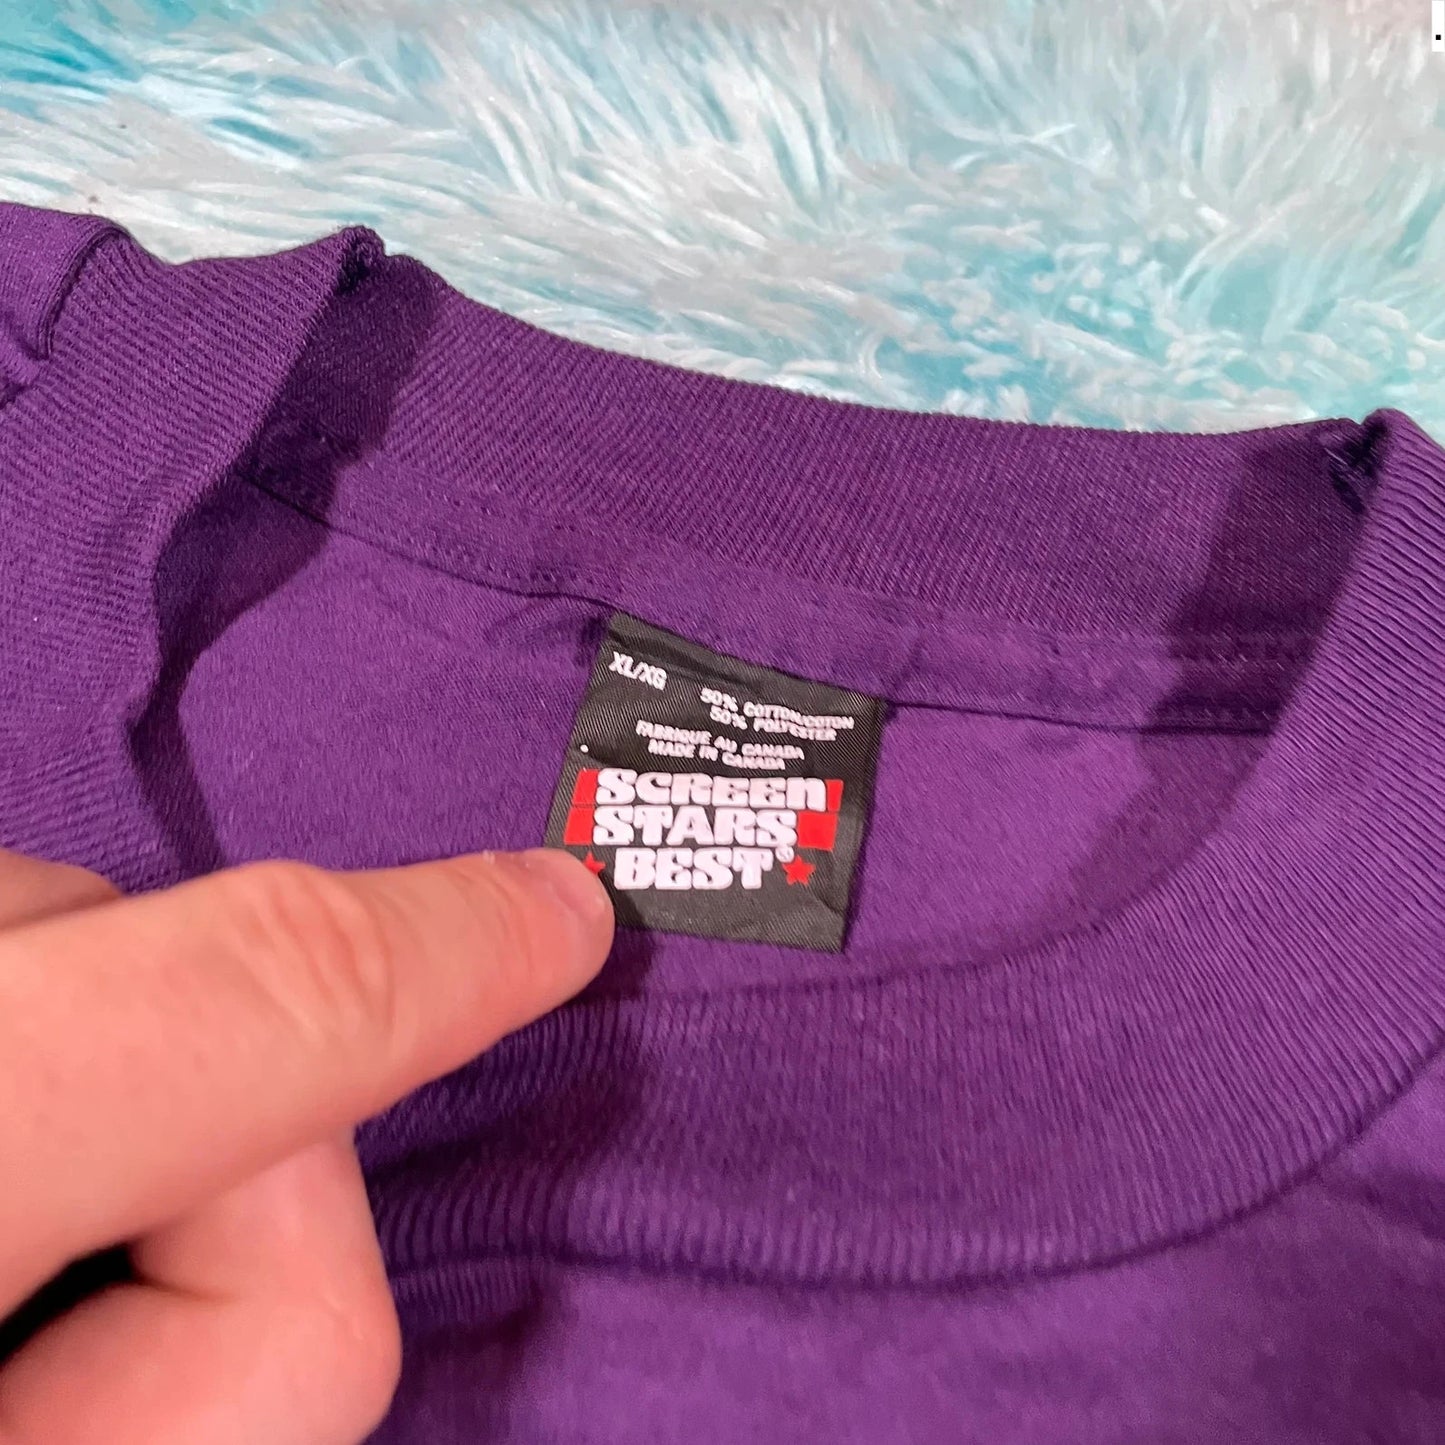 XL/XG
50% COTTON/COTON
50% POLYESTER
FABRIQUE AU CANADA
MADE IN CANADA
SCREEN
STARS
BEST®
.